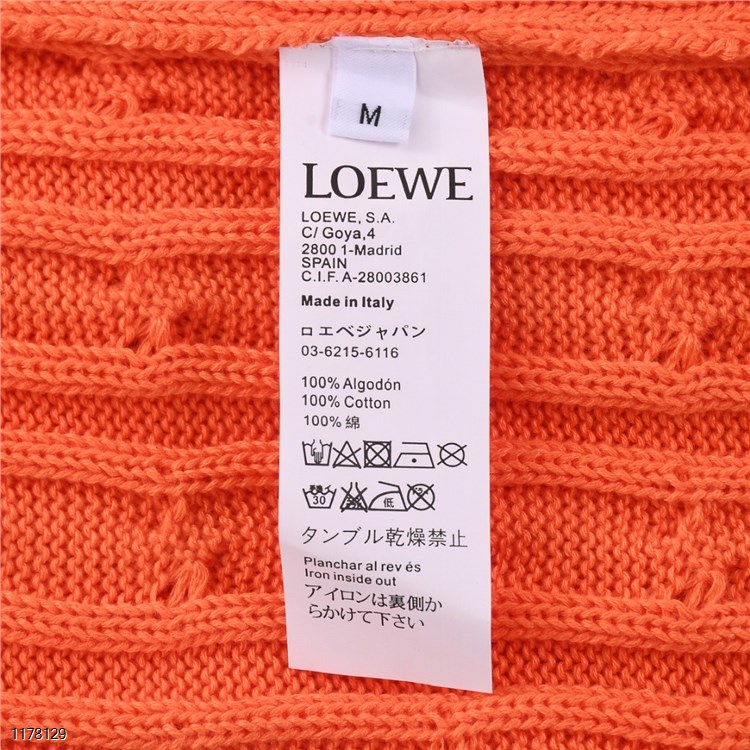 M
LOEWE
LOEWE, S.A.
C/ Goya,4
2800 1-Madrid
SPAIN
C.I.F. A-28003861
Made in Italy
ロエベジャパン
03-6215-6116
100% Algodón
100% Cotton
100% 綿
30
低
タンブル乾燥禁止
Planchar al rev és
Iron inside out
アイロンは裏側か
らかけて下さい
1178129